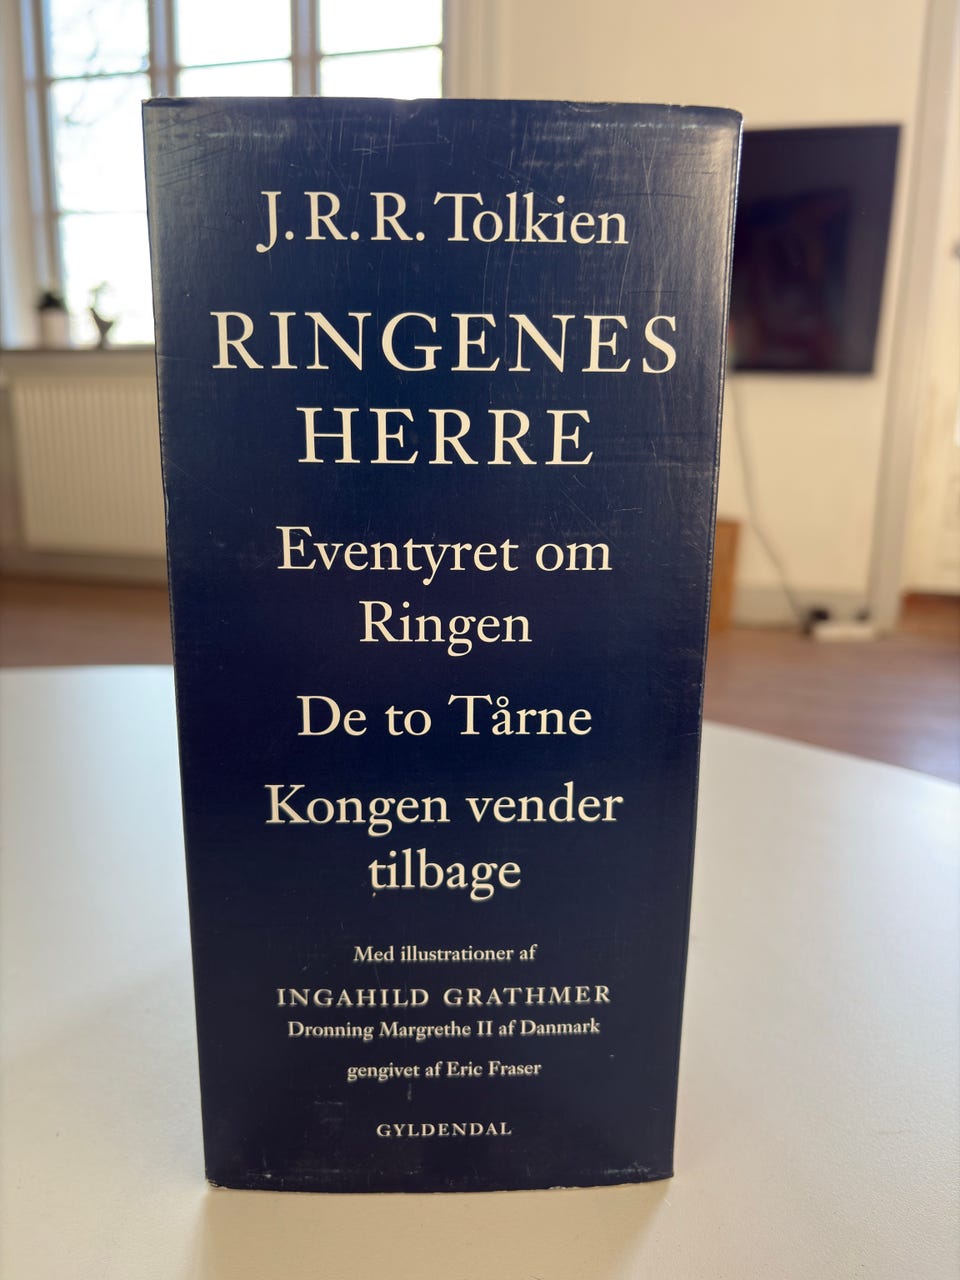 J. R. R. Tolkien
RINGENES
HERRE
Eventyret om
Ringen
De to Tårne
Kongen vender
tilbage
Med illustrationer af
INGAHILD GRATHMER
Dronning Margrethe II af Danmark
gengivet af Eric Fraser
GYLDENDAL